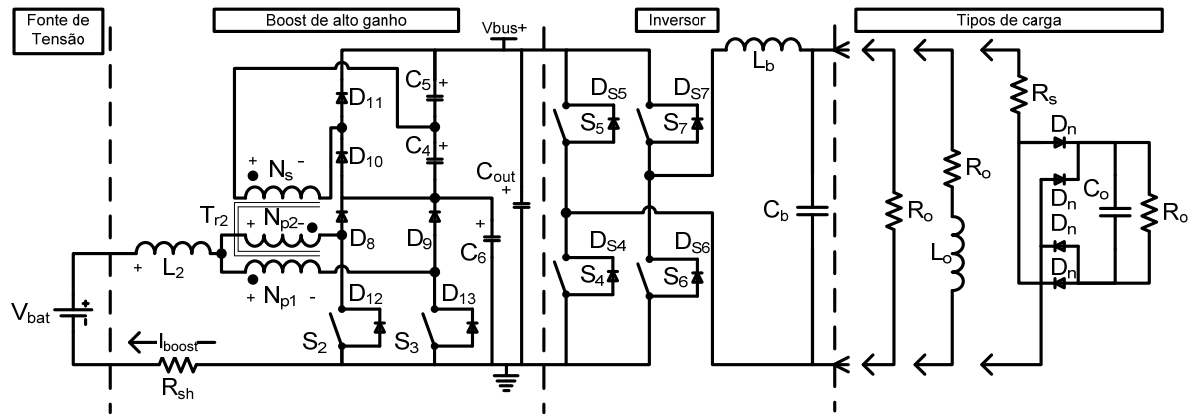 Fonte de
Tensão
Boost de alto ganho
Inversor
Tipos de carga
Vbus+
C5 +
D11
C4 +
D10
+ Ns -
Tr2
+ Np2 -
D8
D9
+ L2
+ Np1 -
C6 +
Cout +
D12
D13
S2
S3
Vbat
+
-
Iboost
Rsh
DS5
S5
DS7
S7
DS4
S4
DS6
S6
Lb
Cb
Ro
Ro
Lo
Rs
Dn
Dn
Dn
Dn
Co
Ro